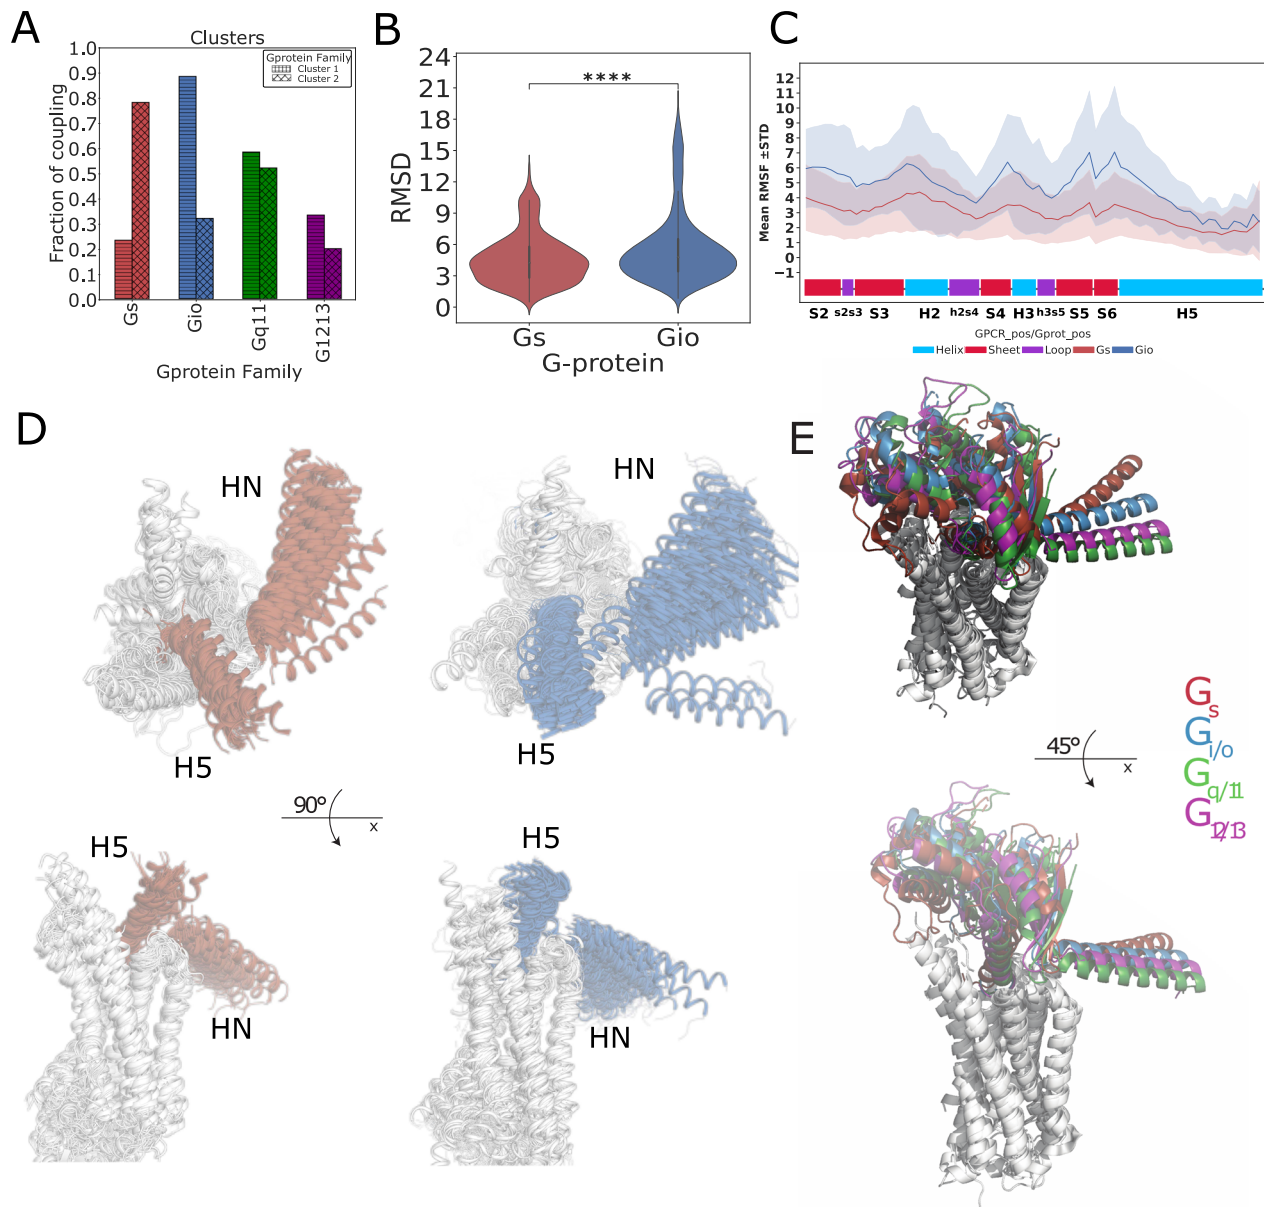 A
Clusters
Gprotein Family
Cluster 1
Cluster 2
Fraction of coupling
1.0
0.9
0.8
0.7
0.6
0.5
0.4
0.3
0.2
0.1
0.0
Gs
Gio
Gq11
G1213
Gprotein Family
B
****
RMSD
24
21
18
15
12
9
6
3
0
Gs
Gio
G-protein
C
Mean RMSF ±STD
12
11
10
9
8
7
6
5
4
3
2
1
0
−1
S2 s2s3 S3 H2 h2s4 S4 H3 h3s5 S5 S6 H5
GPCR_pos/Gprot_pos
Helix Sheet Loop Gs Gio
D
HN
H5
HN
H5
90°
x
H5
HN
HN
E
45°
x
Gs
Gi/o
Gq/11
G12/13